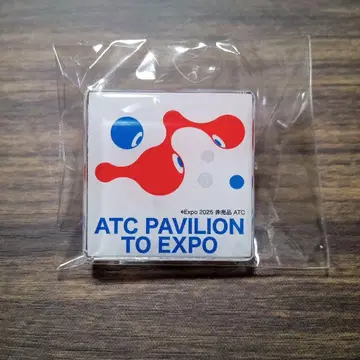 ©Expo 2025 非売品 ATC
ATC PAVILION
TO EXPO